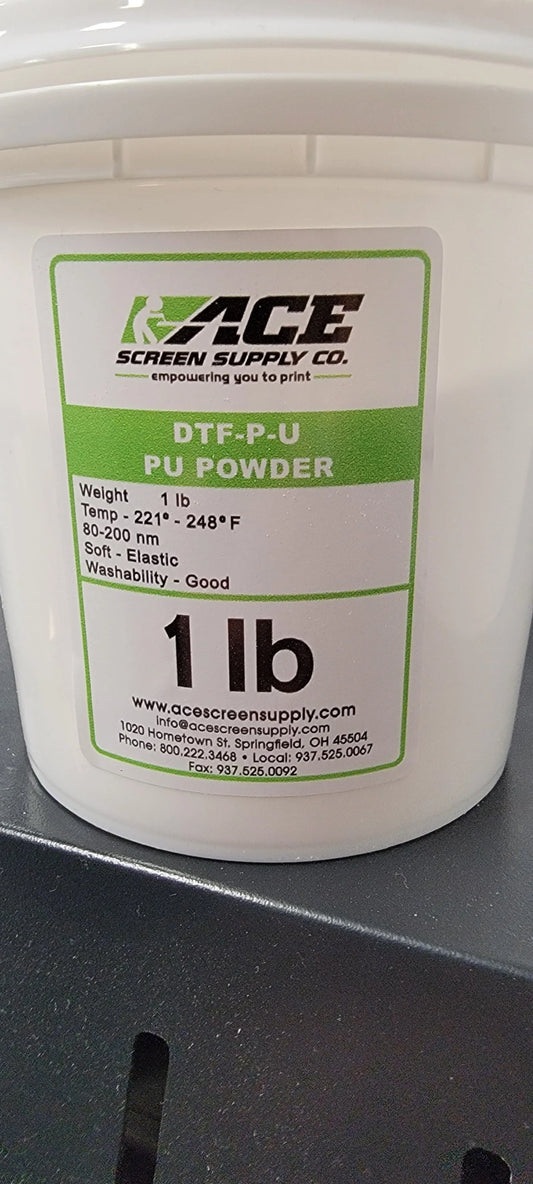 ACE
SCREEN SUPPLY CO.
empowering you to print
DTF-P-U
PU POWDER
Weight 1 lb
Temp - 221° - 248° F
80-200 nm
Soft - Elastic
Washability - Good
1 lb
www.acescreensupply.com
info@acescreensupply.com
1020 Hometown St. Springfield, OH 45504
Phone: 800.222.3468 • Local: 937.525.0067
Fax: 937.525.0092